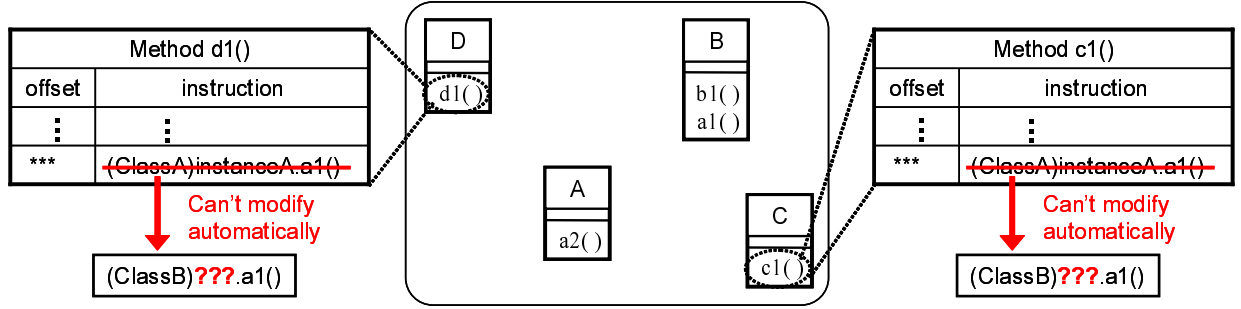 Method d1()
offset instruction
*** (ClassA)instanceA.a1()
Can't modify
automatically
(ClassB)???.a1()
D
d1()
B
b1()
a1()
A
a2()
C
c1()
Method c1()
offset instruction
*** (ClassA)instanceA.a1()
Can't modify
automatically
(ClassB)???.a1()